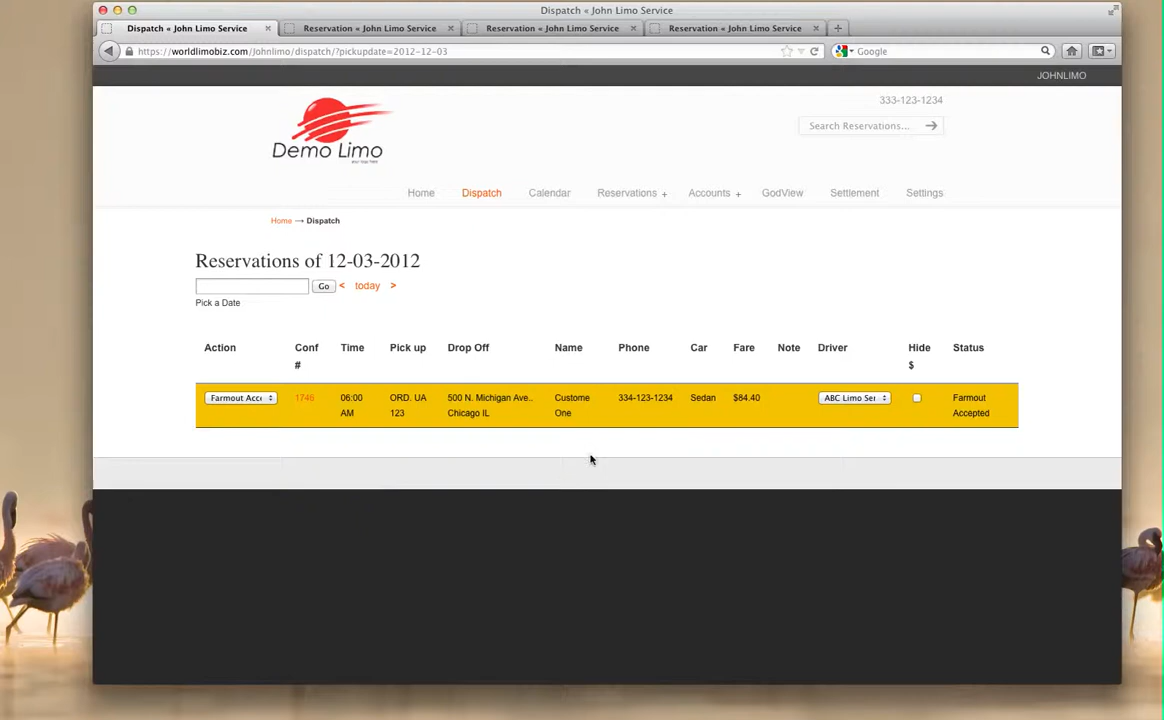 Dispatch « John Limo Service
Dispatch « John Limo Service × Reservation « John Limo Service × Reservation « John Limo Service × Reservation « John Limo Service × +
https://worldlimobiz.com/Johnlimo/dispatch/?pickupdate=2012-12-03 Google
JOHNLIMO
333-123-1234
Search Reservations...
Demo Limo
Home Dispatch Calendar Reservations + Accounts + GodView Settlement Settings
Home → Dispatch
Reservations of 12-03-2012
Go < today >
Pick a Date
Action Conf # Time Pick up Drop Off Name Phone Car Fare Note Driver Hide $ Status
Farmout Acc 1746 06:00 ORD. UA 500 N. Michigan Ave.. Custome 334-123-1234 Sedan $84.40 ABC Limo Ser Farmout
AM 123 Chicago IL One Accepted